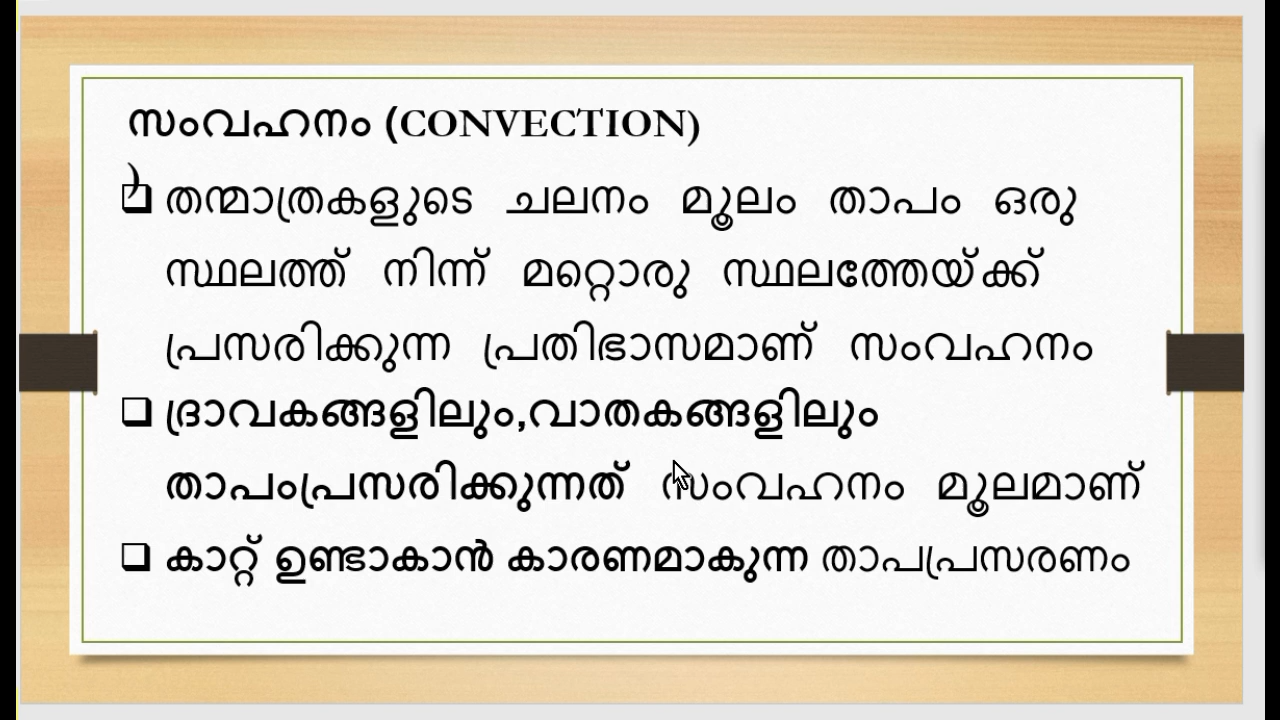 സംവഹനം (CONVECTION)
)
തന്മാത്രകളുടെ ചലനം മൂലം താപം ഒരു
സ്ഥലത്ത് നിന്ന് മറ്റൊരു സ്ഥലത്തേയ്ക്ക്
പ്രസരിക്കുന്ന പ്രതിഭാസമാണ് സംവഹനം
ദ്രാവകങ്ങളിലും,വാതകങ്ങളിലും
താപംപ്രസരിക്കുന്നത് സംവഹനം മൂലമാണ്
കാറ്റ് ഉണ്ടാകാൻ കാരണമാകുന്ന താപപ്രസരണം